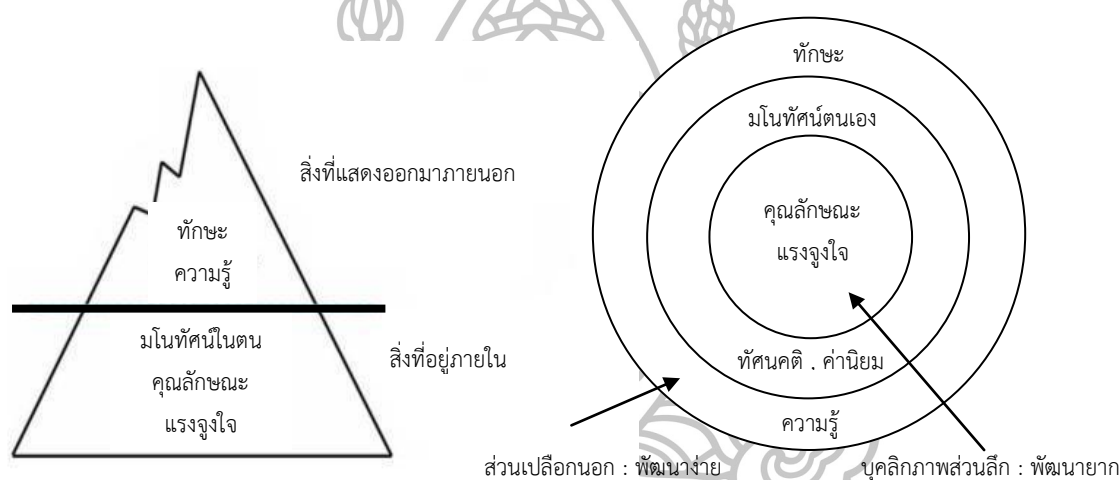 สิ่งที่แสดงออกมาภายนอก
ทักษะ
ความรู้
มโนทัศน์ในตน
คุณลักษณะ
แรงจูงใจ
สิ่งที่อยู่ภายใน
ทักษะ
มโนทัศน์ตนเอง
คุณลักษณะ
แรงจูงใจ
ทัศนคติ , ค่านิยม
ความรู้
ส่วนเปลือกนอก : พัฒนาง่าย
บุคลิกภาพส่วนลึก : พัฒนายาก